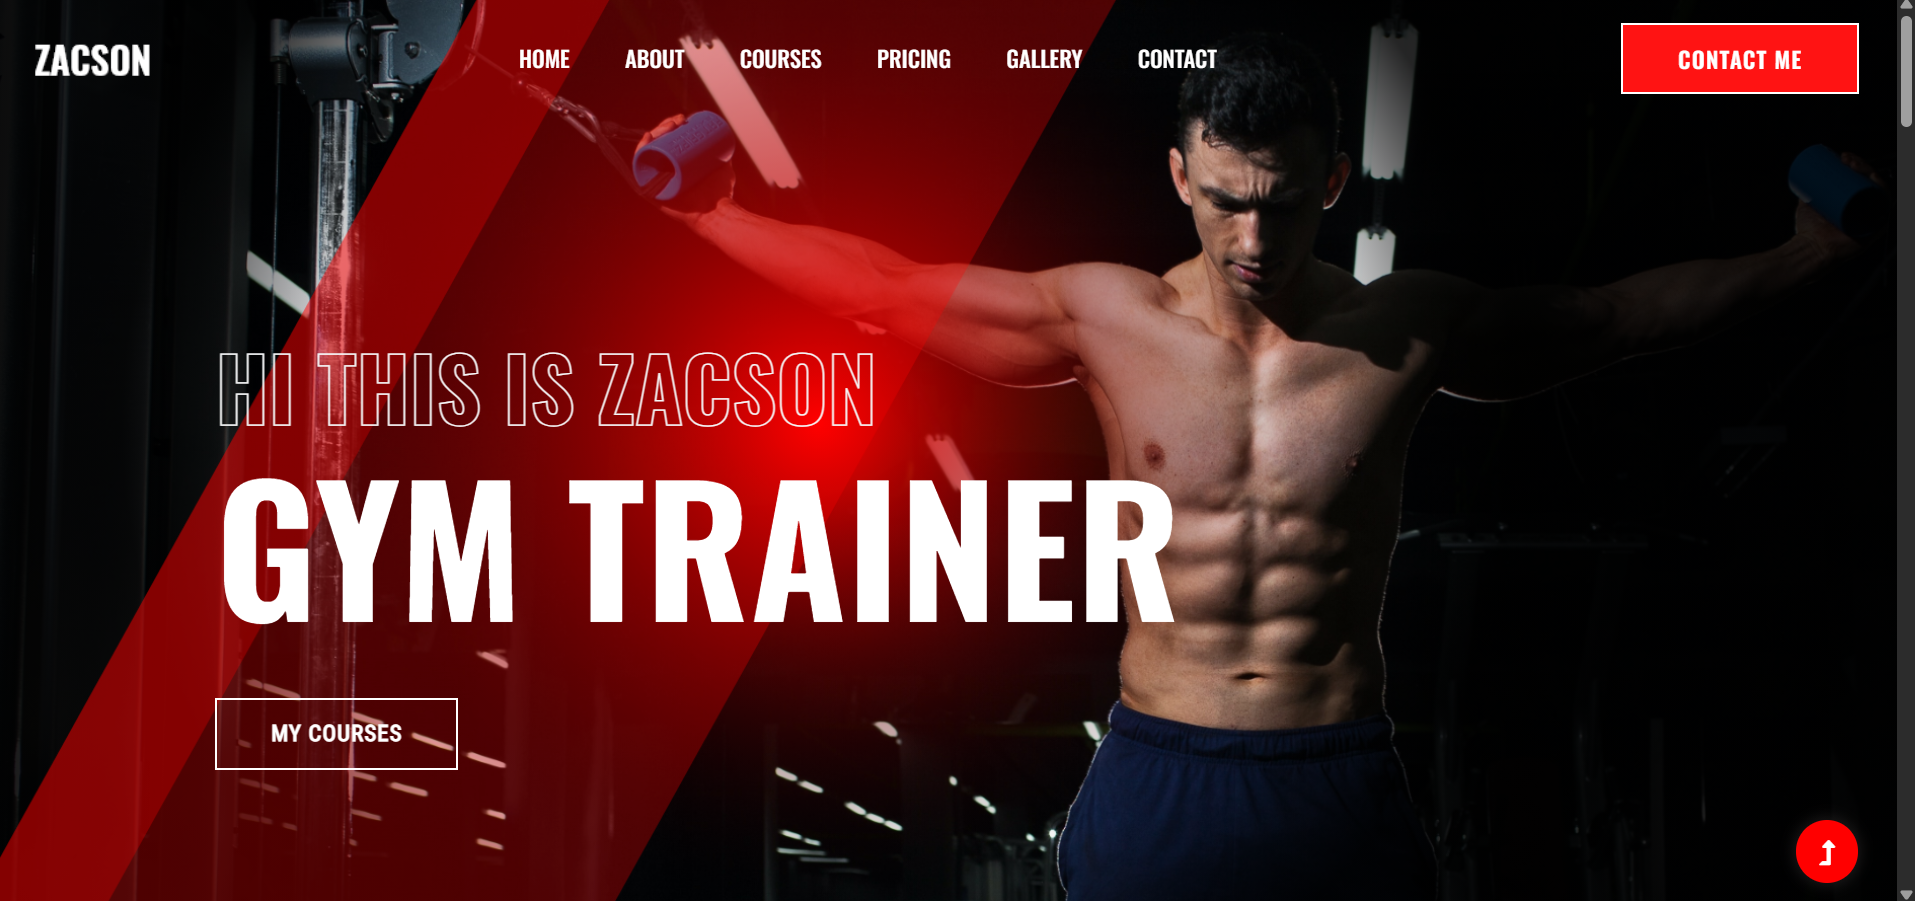 ZACSON
HOME ABOUT COURSES PRICING GALLERY CONTACT
CONTACT ME
HI THIS IS ZACSON
GYM TRAINER
MY COURSES